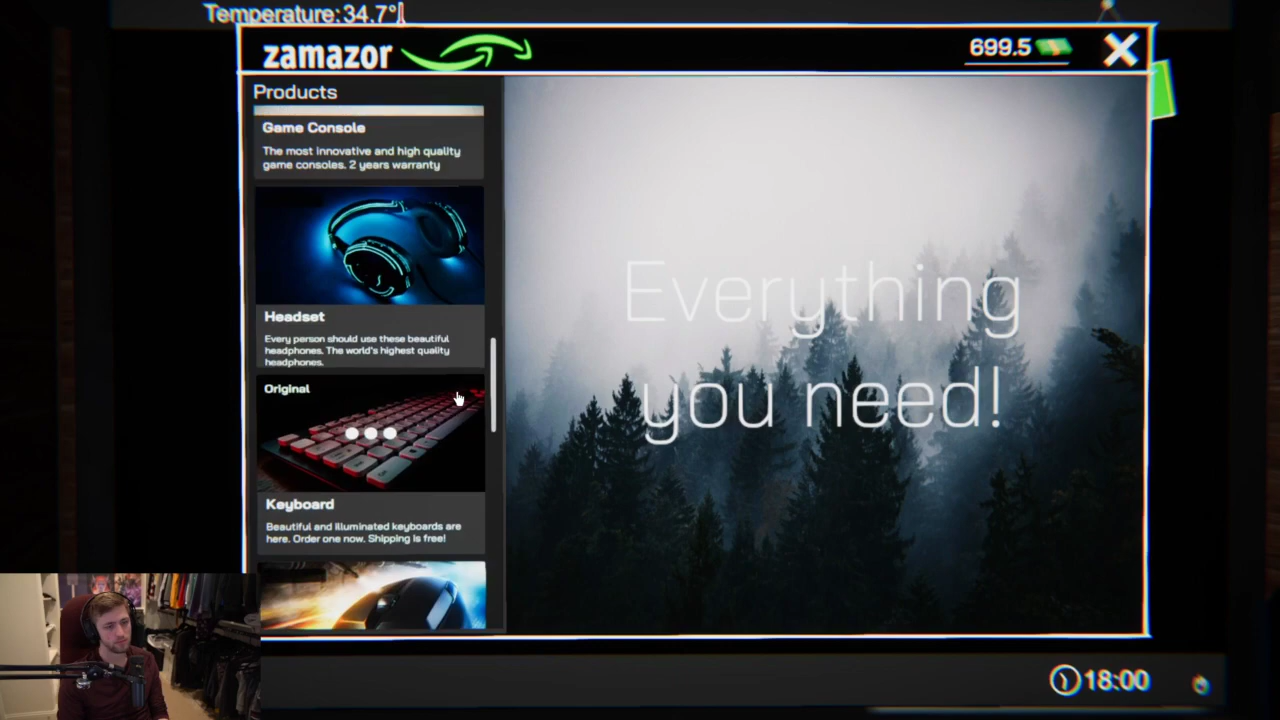 Temperature:34.7°
zamazor
699.5
Products
Game Console
The most innovative and high quality
game consoles. 2 years warranty
Headset
Every person should use these beautiful
headphones. The world's highest quality
headphones.
Original
Keyboard
Beautiful and illuminated keyboards are
here. Order one now. Shipping is free!
Everything
you need!
18:00